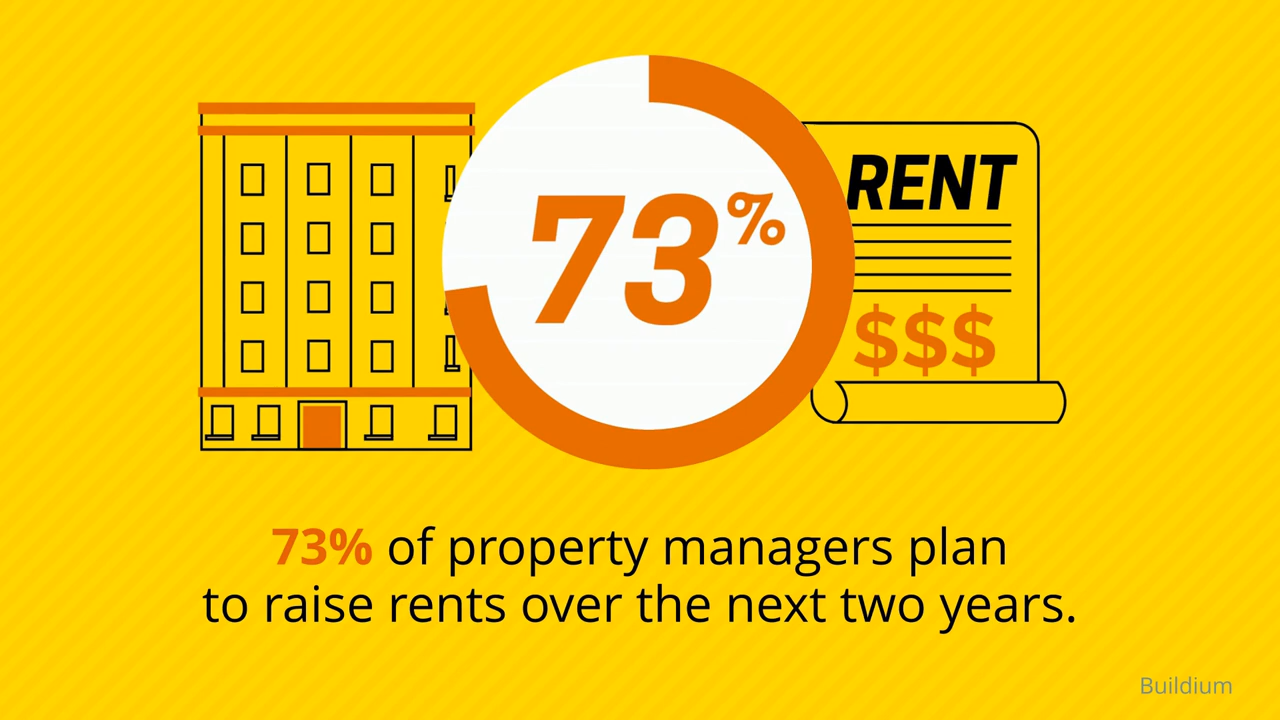 73%
RENT
$$$
73% of property managers plan
to raise rents over the next two years.
Buildium